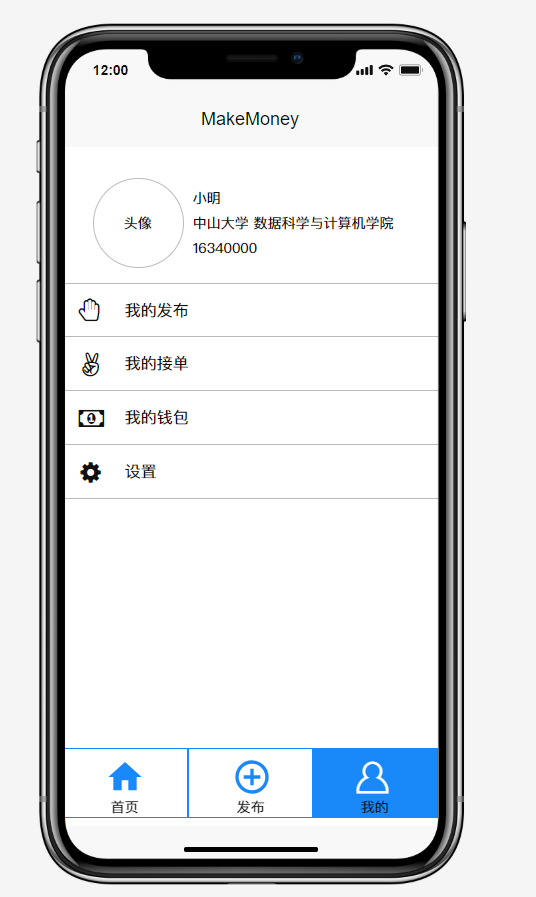 12:00
MakeMoney
头像
小明
中山大学 数据科学与计算机学院
16340000
我的发布
我的接单
1
我的钱包
设置
首页
发布
我的